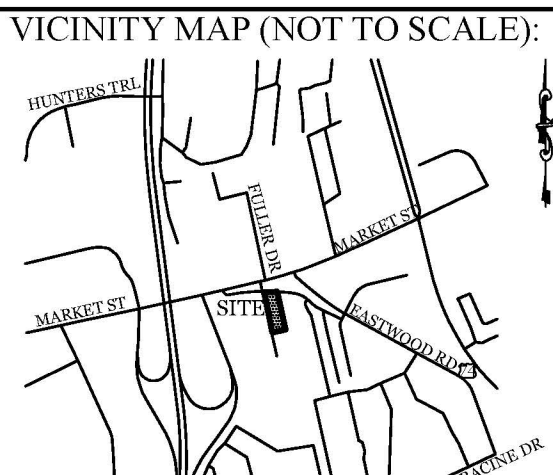 VICINITY MAP (NOT TO SCALE):
HUNTERS TRL
FULLER DR
MARKET ST
MARKET ST
SITE
EASTWOOD RD
74
RACINE DR